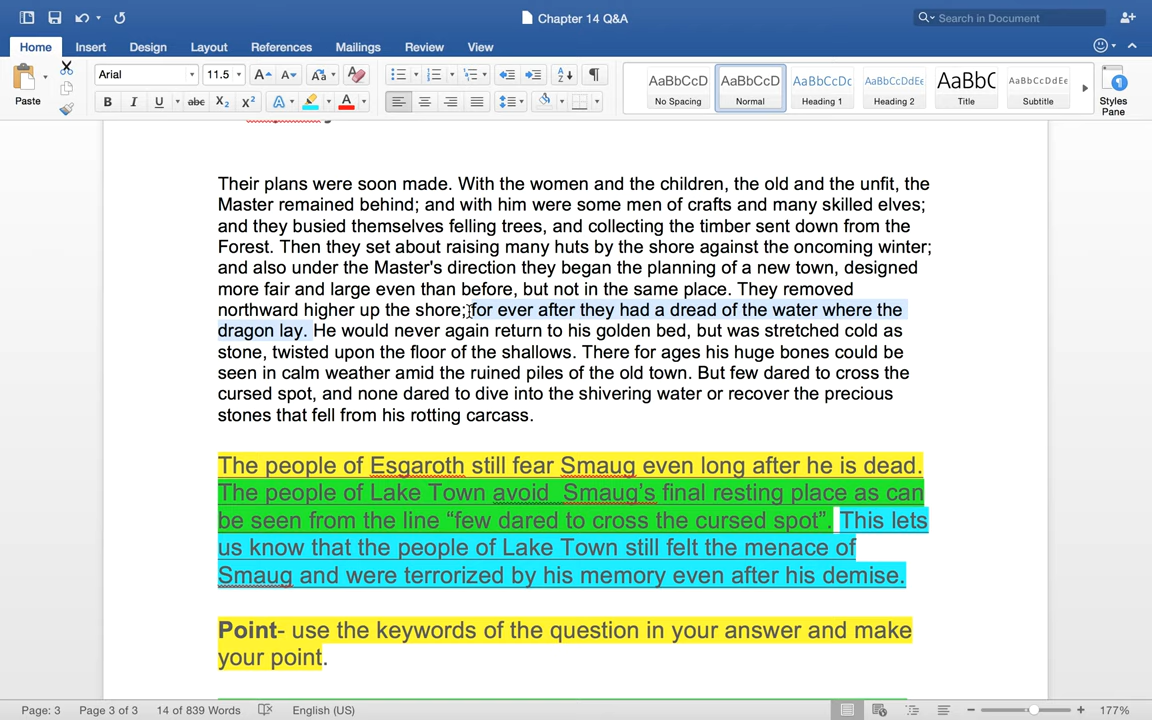 Chapter 14 Q&A
Search in Document
Home Insert Design Layout References Mailings Review View
Paste
Arial 11.5
AaBbCcD AaBbCcD AaBbCcDc AaBbCcDdEe AaBbC AaBbCcDdEe
No Spacing Normal Heading 1 Heading 2 Title Subtitle
Styles
Pane
Their plans were soon made. With the women and the children, the old and the unfit, the
Master remained behind; and with him were some men of crafts and many skilled elves;
and they busied themselves felling trees, and collecting the timber sent down from the
Forest. Then they set about raising many huts by the shore against the oncoming winter;
and also under the Master's direction they began the planning of a new town, designed
more fair and large even than before, but not in the same place. They removed
northward higher up the shore; for ever after they had a dread of the water where the
dragon lay. He would never again return to his golden bed, but was stretched cold as
stone, twisted upon the floor of the shallows. There for ages his huge bones could be
seen in calm weather amid the ruined piles of the old town. But few dared to cross the
cursed spot, and none dared to dive into the shivering water or recover the precious
stones that fell from his rotting carcass.
The people of Esgaroth still fear Smaug even long after he is dead.
The people of Lake Town avoid  Smaug's final resting place as can
be seen from the line “few dared to cross the cursed spot”. This lets
us know that the people of Lake Town still felt the menace of
Smaug and were terrorized by his memory even after his demise.
Point- use the keywords of the question in your answer and make
your point.
Page: 3 Page 3 of 3 14 of 839 Words English (US) 177%